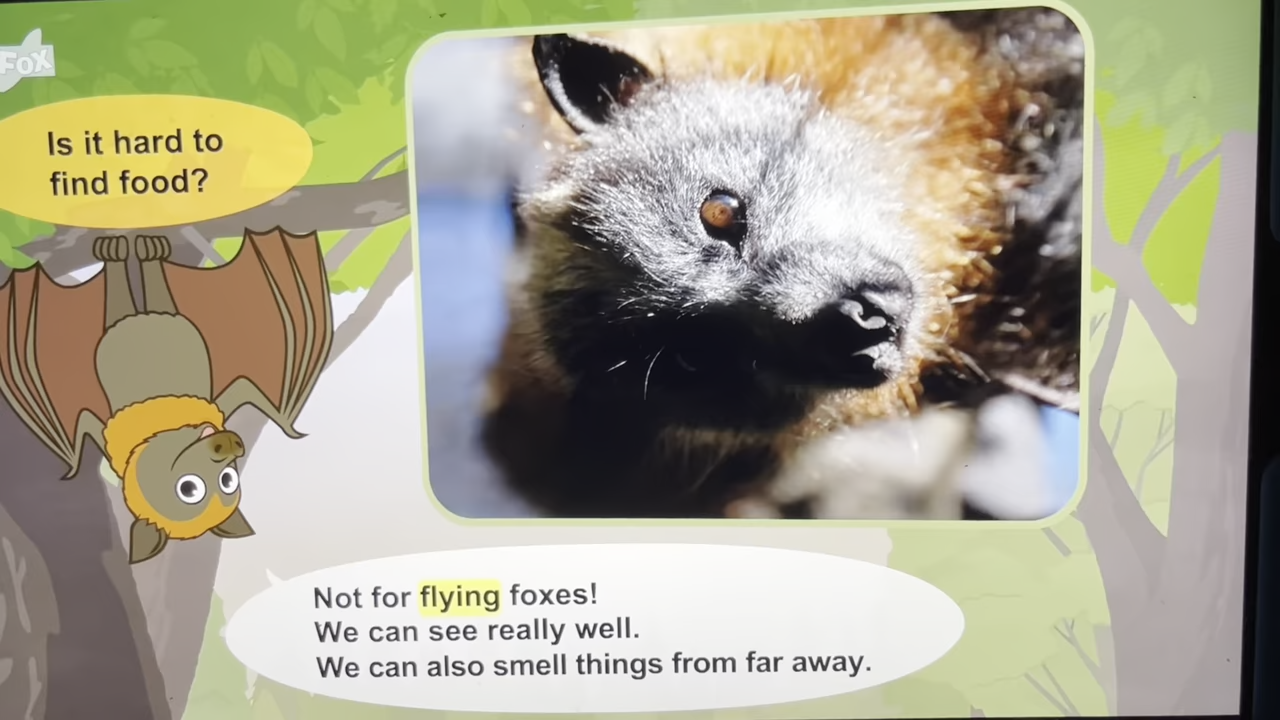 FOX
Is it hard to
find food?
Not for flying foxes!
We can see really well.
We can also smell things from far away.